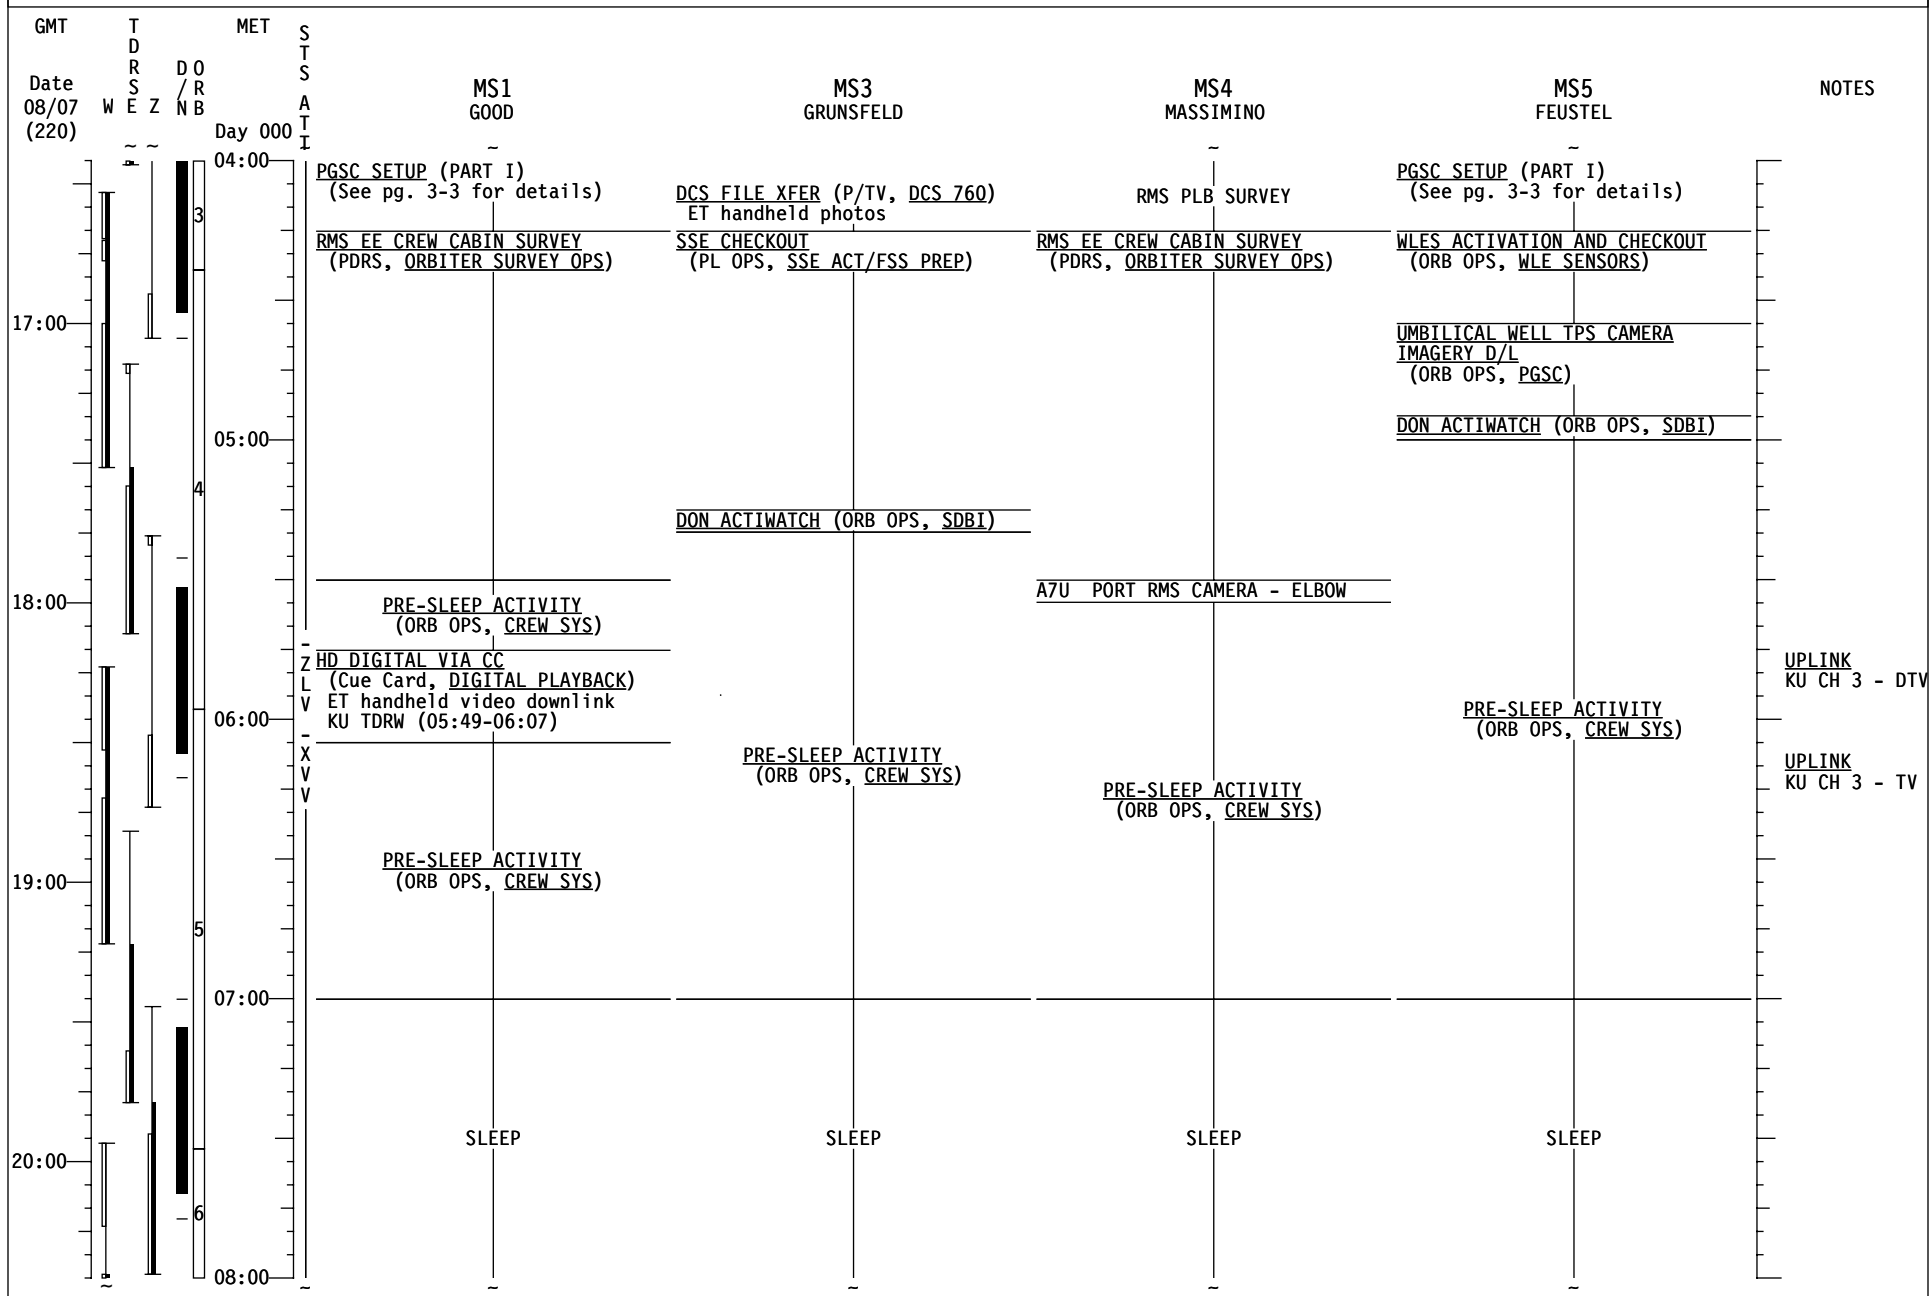 GMT
TDRS
MET
STS ATT
D/N
ORB
Date
08/07
(220)
W E Z
Day 000
MS1
GOOD
MS3
GRUNSFELD
MS4
MASSIMINO
MS5
FEUSTEL
NOTES
~ ~ ~ ~ ~ ~
04:00
17:00
05:00
18:00
06:00
19:00
07:00
20:00
08:00
3
4
5
6
-ZLV
-XVV
PGSC SETUP (PART I)
(See pg. 3-3 for details)
RMS EE CREW CABIN SURVEY
(PDRS, ORBITER SURVEY OPS)
PRE-SLEEP ACTIVITY
(ORB OPS, CREW SYS)
HD DIGITAL VIA CC
(Cue Card, DIGITAL PLAYBACK)
ET handheld video downlink
KU TDRW (05:49-06:07)
PRE-SLEEP ACTIVITY
(ORB OPS, CREW SYS)
SLEEP
DCS FILE XFER (P/TV, DCS 760)
ET handheld photos
SSE CHECKOUT
(PL OPS, SSE ACT/FSS PREP)
DON ACTIWATCH (ORB OPS, SDBI)
PRE-SLEEP ACTIVITY
(ORB OPS, CREW SYS)
SLEEP
RMS PLB SURVEY
RMS EE CREW CABIN SURVEY
(PDRS, ORBITER SURVEY OPS)
A7U PORT RMS CAMERA - ELBOW
PRE-SLEEP ACTIVITY
(ORB OPS, CREW SYS)
SLEEP
PGSC SETUP (PART I)
(See pg. 3-3 for details)
WLES ACTIVATION AND CHECKOUT
(ORB OPS, WLE SENSORS)
UMBILICAL WELL TPS CAMERA
IMAGERY D/L
(ORB OPS, PGSC)
DON ACTIWATCH (ORB OPS, SDBI)
PRE-SLEEP ACTIVITY
(ORB OPS, CREW SYS)
SLEEP
UPLINK
KU CH 3 - DTV
UPLINK
KU CH 3 - TV
~ ~ ~ ~ ~ ~